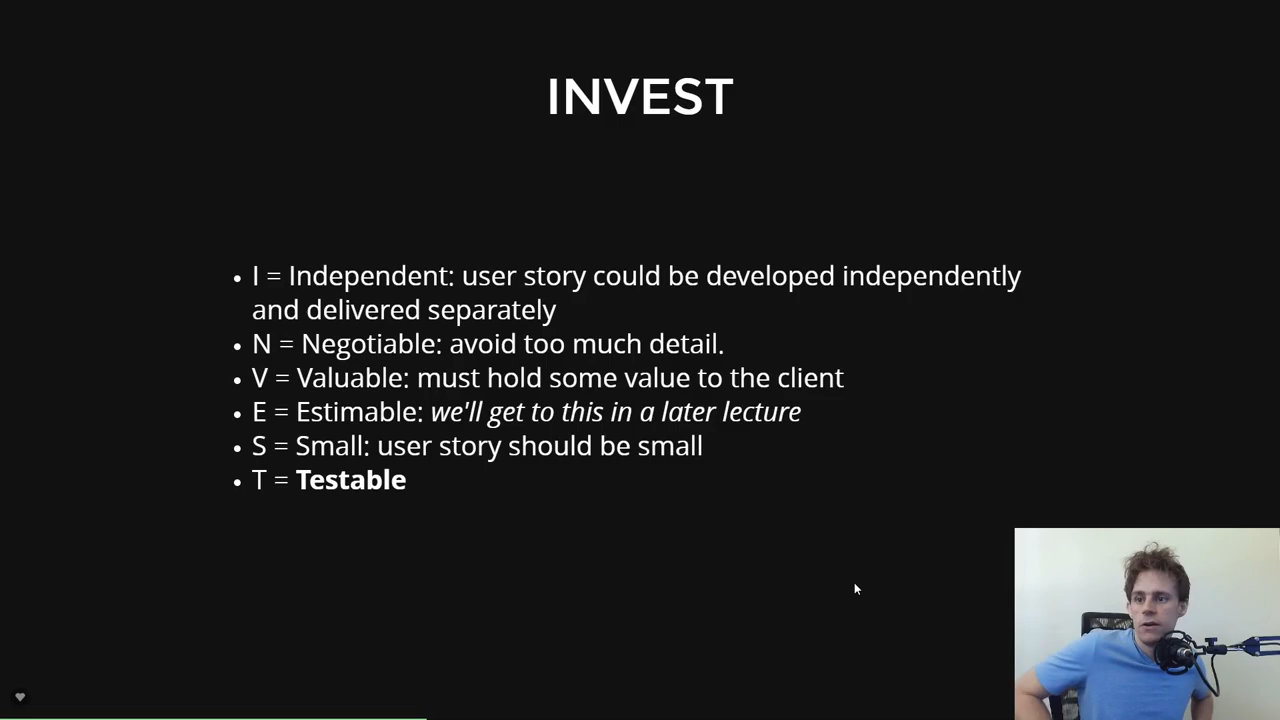 INVEST
• I = Independent: user story could be developed independently
and delivered separately
• N = Negotiable: avoid too much detail.
• V = Valuable: must hold some value to the client
• E = Estimable: we'll get to this in a later lecture
• S = Small: user story should be small
• T = Testable